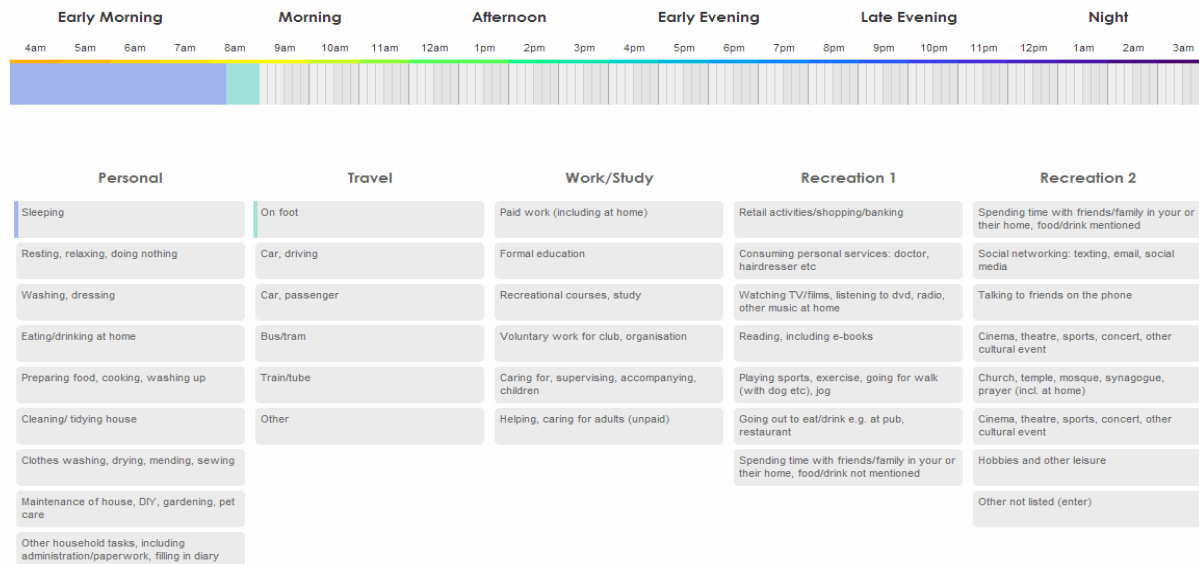 Early Morning Morning Afternoon Early Evening Late Evening Night
4am 5am 6am 7am 8am 9am 10am 11am 12am 1pm 2pm 3pm 4pm 5pm 6pm 7pm 8pm 9pm 10pm 11pm 12pm 1am 2am 3am
Personal
Sleeping
Resting, relaxing, doing nothing
Washing, dressing
Eating/drinking at home
Preparing food, cooking, washing up
Cleaning/ tidying house
Clothes washing, drying, mending, sewing
Maintenance of house, DIY, gardening, pet
care
Other household tasks, including
administration/paperwork, filling in diary
Travel
On foot
Car, driving
Car, passenger
Bus/tram
Train/tube
Other
Work/Study
Paid work (including at home)
Formal education
Recreational courses, study
Voluntary work for club, organisation
Caring for, supervising, accompanying,
children
Helping, caring for adults (unpaid)
Recreation 1
Retail activities/shopping/banking
Consuming personal services: doctor,
hairdresser etc
Watching TV/films, listening to dvd, radio,
other music at home
Reading, including e-books
Playing sports, exercise, going for walk
(with dog etc), jog
Going out to eat/drink e.g. at pub,
restaurant
Spending time with friends/family in your or
their home, food/drink not mentioned
Recreation 2
Spending time with friends/family in your or
their home, food/drink mentioned
Social networking: texting, email, social
media
Talking to friends on the phone
Cinema, theatre, sports, concert, other
cultural event
Church, temple, mosque, synagogue,
prayer (incl. at home)
Cinema, theatre, sports, concert, other
cultural event
Hobbies and other leisure
Other not listed (enter)